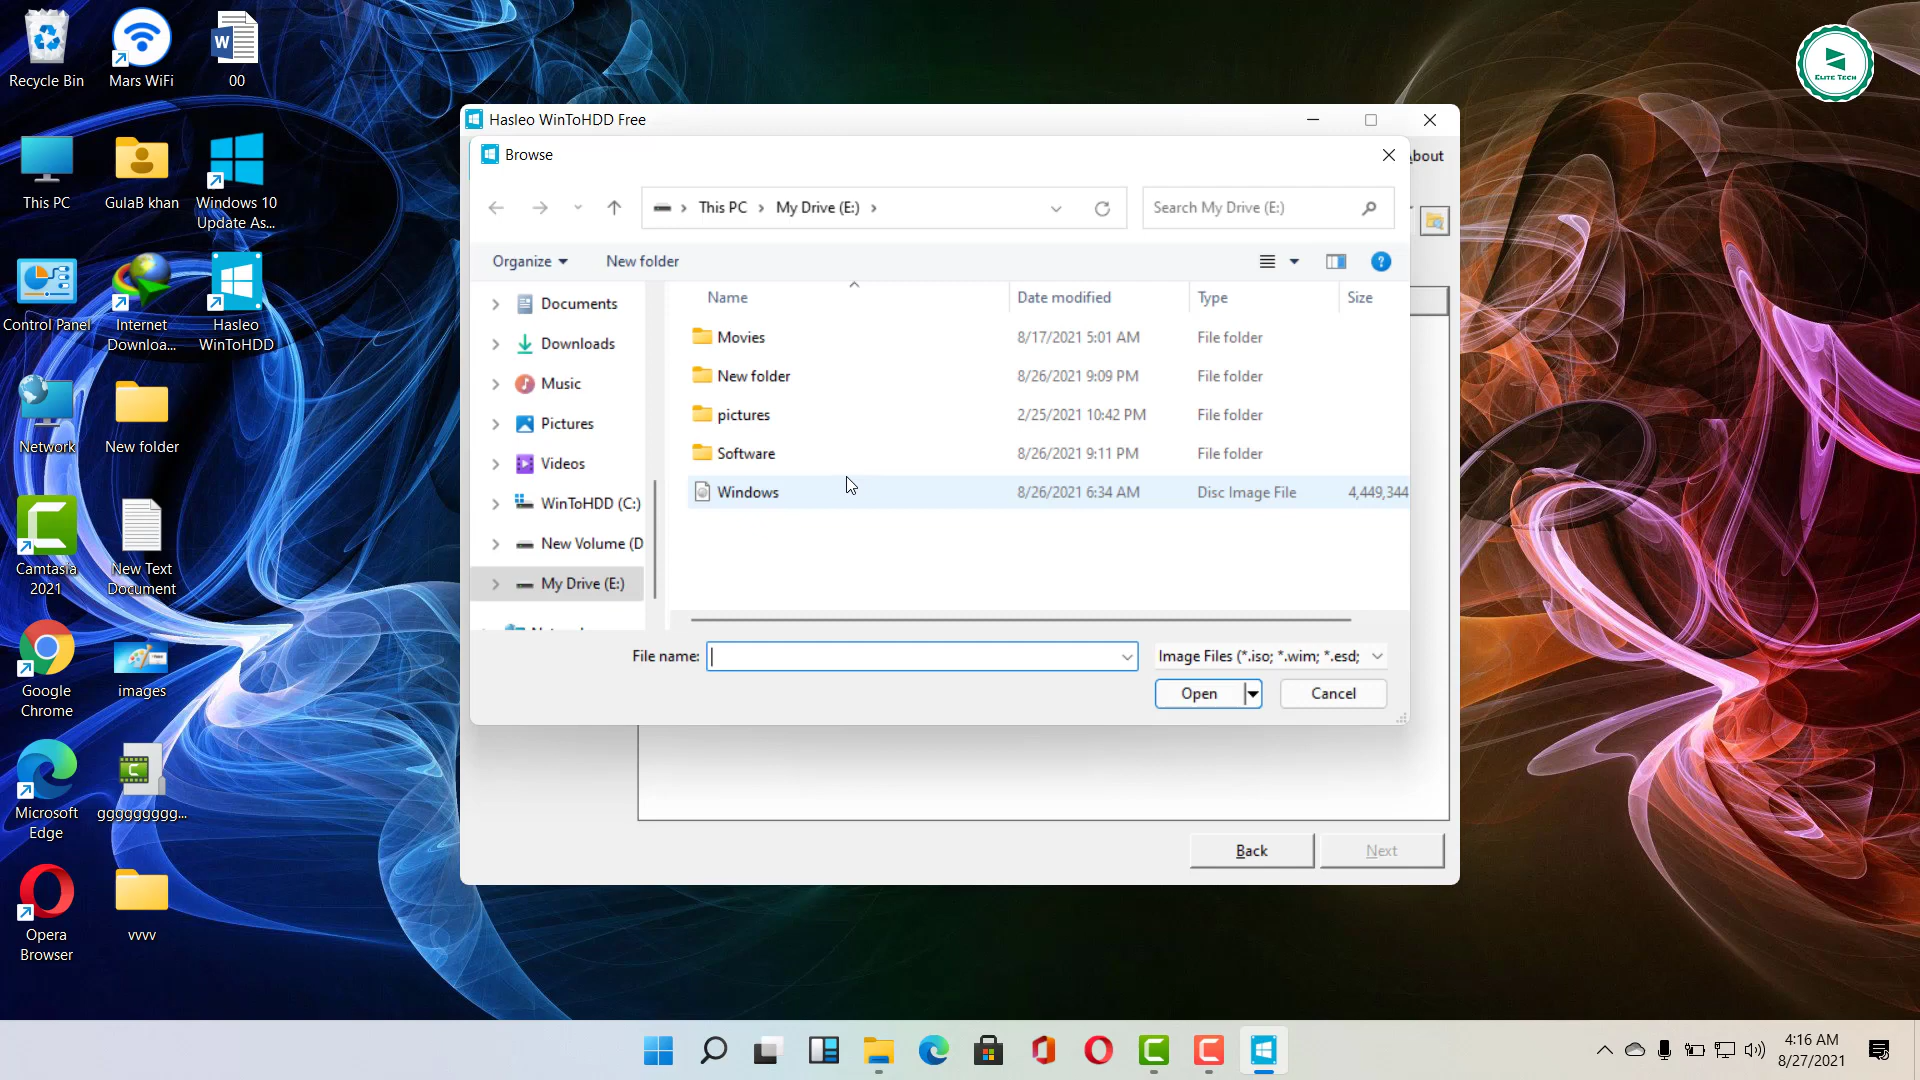 Recycle Bin
Mars WiFi
00
W
This PC
GulaB khan
Windows 10
Update As...
Control Panel
Internet
Downloa...
Hasleo
WinToHDD
Network
New folder
Camtasia
2021
New Text
Document
Google
Chrome
images
Microsoft
Edge
ggggggggg...
Opera
Browser
vvvv
ELITE TECH
Hasleo WinToHDD Free
Browse
bout
This PC
My Drive (E:)
Search My Drive (E:)
Organize
New folder
Name
Date modified
Type
Size
Documents
Downloads
Music
Pictures
Videos
WinToHDD (C:)
New Volume (D
My Drive (E:)
Movies 8/17/2021 5:01 AM File folder
New folder 8/26/2021 9:09 PM File folder
pictures 2/25/2021 10:42 PM File folder
Software 8/26/2021 9:11 PM File folder
Windows 8/26/2021 6:34 AM Disc Image File 4,449,344
File name:
Image Files (*.iso; *.wim; *.esd;
Open
Cancel
Back
Next
4:16 AM
8/27/2021